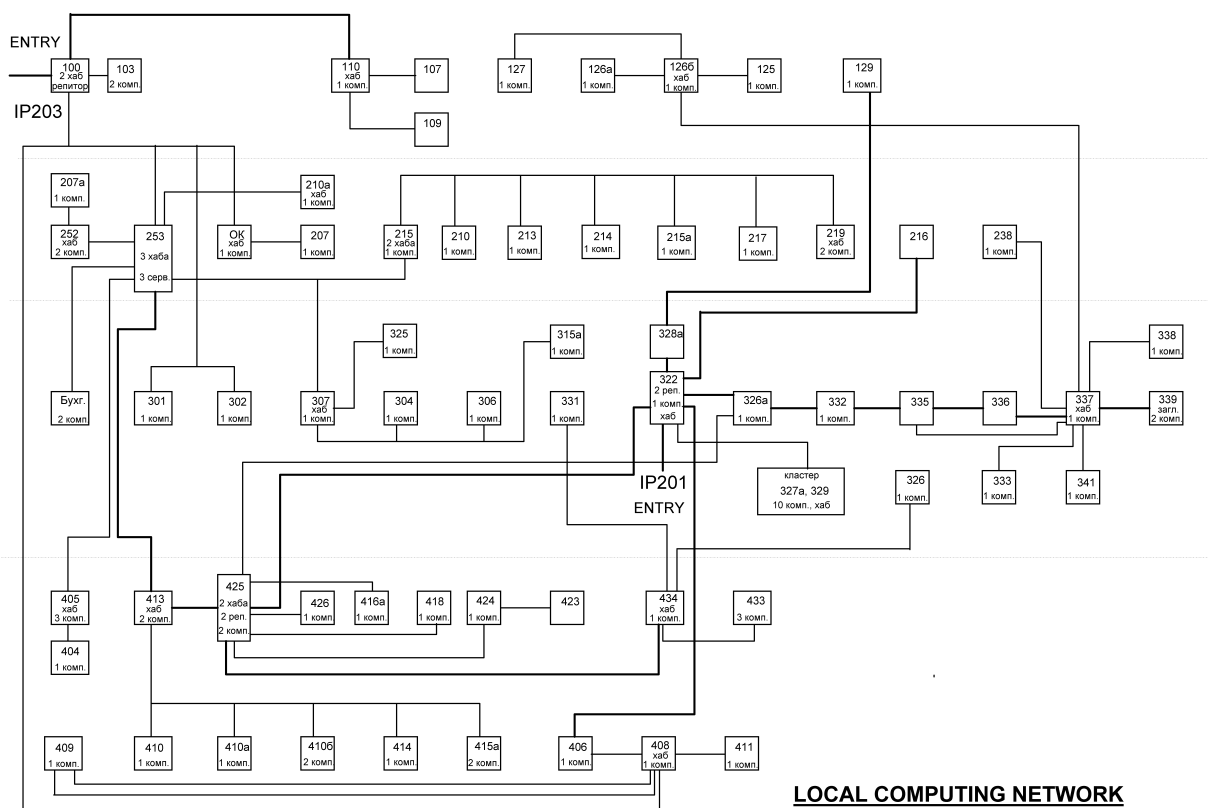 ENTRY
100
2 хаб
репитор
103
2 комп.
110
хаб
1 комп.
107
127
1 комп.
126а
1 комп.
126б
хаб
1 комп.
125
1 комп.
129
1 комп.
IP203
109
207а
1 комп.
210а
хаб
1 комп.
252
хаб
2 комп.
253
3 хаба
3 серв.
ОК
хаб
1 комп.
207
1 комп.
215
2 хаба
1 комп.
210
1 комп.
213
1 комп.
214
1 комп.
215а
1 комп.
217
1 комп.
219
хаб
2 комп.
216
238
1 комп.
325
1 комп.
315а
1 комп.
328а
338
1 комп.
Бухг.
2 комп.
301
1 комп.
302
1 комп.
307
хаб
1 комп.
304
1 комп.
306
1 комп.
331
1 комп.
322
2 реп.
1 комп.
хаб
326а
1 комп.
332
1 комп.
335
336
337
хаб
1 комп.
339
загл.
2 комп.
IP201
ENTRY
кластер
327а, 329
10 комп., хаб
326
1 комп.
333
1 комп.
341
1 комп.
405
хаб
3 комп.
413
хаб
2 комп.
425
2 хаба
2 реп.
2 комп.
426
1 комп.
416а
1 комп.
418
1 комп.
424
1 комп.
423
434
хаб
1 комп.
433
3 комп.
404
1 комп.
409
1 комп.
410
1 комп.
410а
1 комп.
410б
2 комп.
414
1 комп.
415а
2 комп.
406
1 комп.
408
хаб
1 комп.
411
1 комп.
LOCAL COMPUTING NETWORK